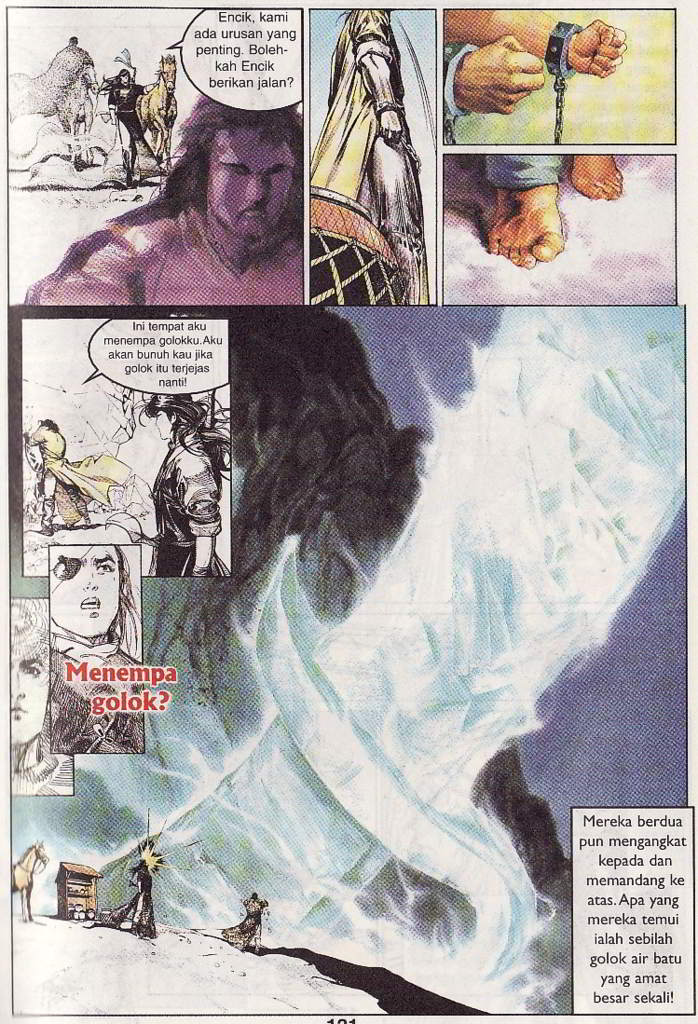 Encik, kami
ada urusan yang
penting. Boleh-
kah Encik
berikan jalan?
Ini tempat aku
menempa golokku.Aku
akan bunuh kau jika
golok itu terjejas
nanti!
Menempa
golok?
Mereka berdua
pun mengangkat
kepada dan
memandang ke
atas. Apa yang
mereka temui
ialah sebilah
golok air batu
yang amat
besar sekali!